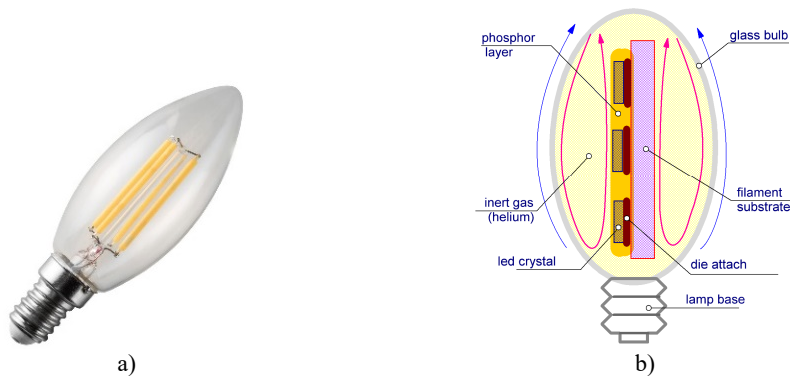 phosphor
layer
glass bulb
inert gas
(helium)
filament
substrate
led crystal
die attach
lamp base
a)
b)